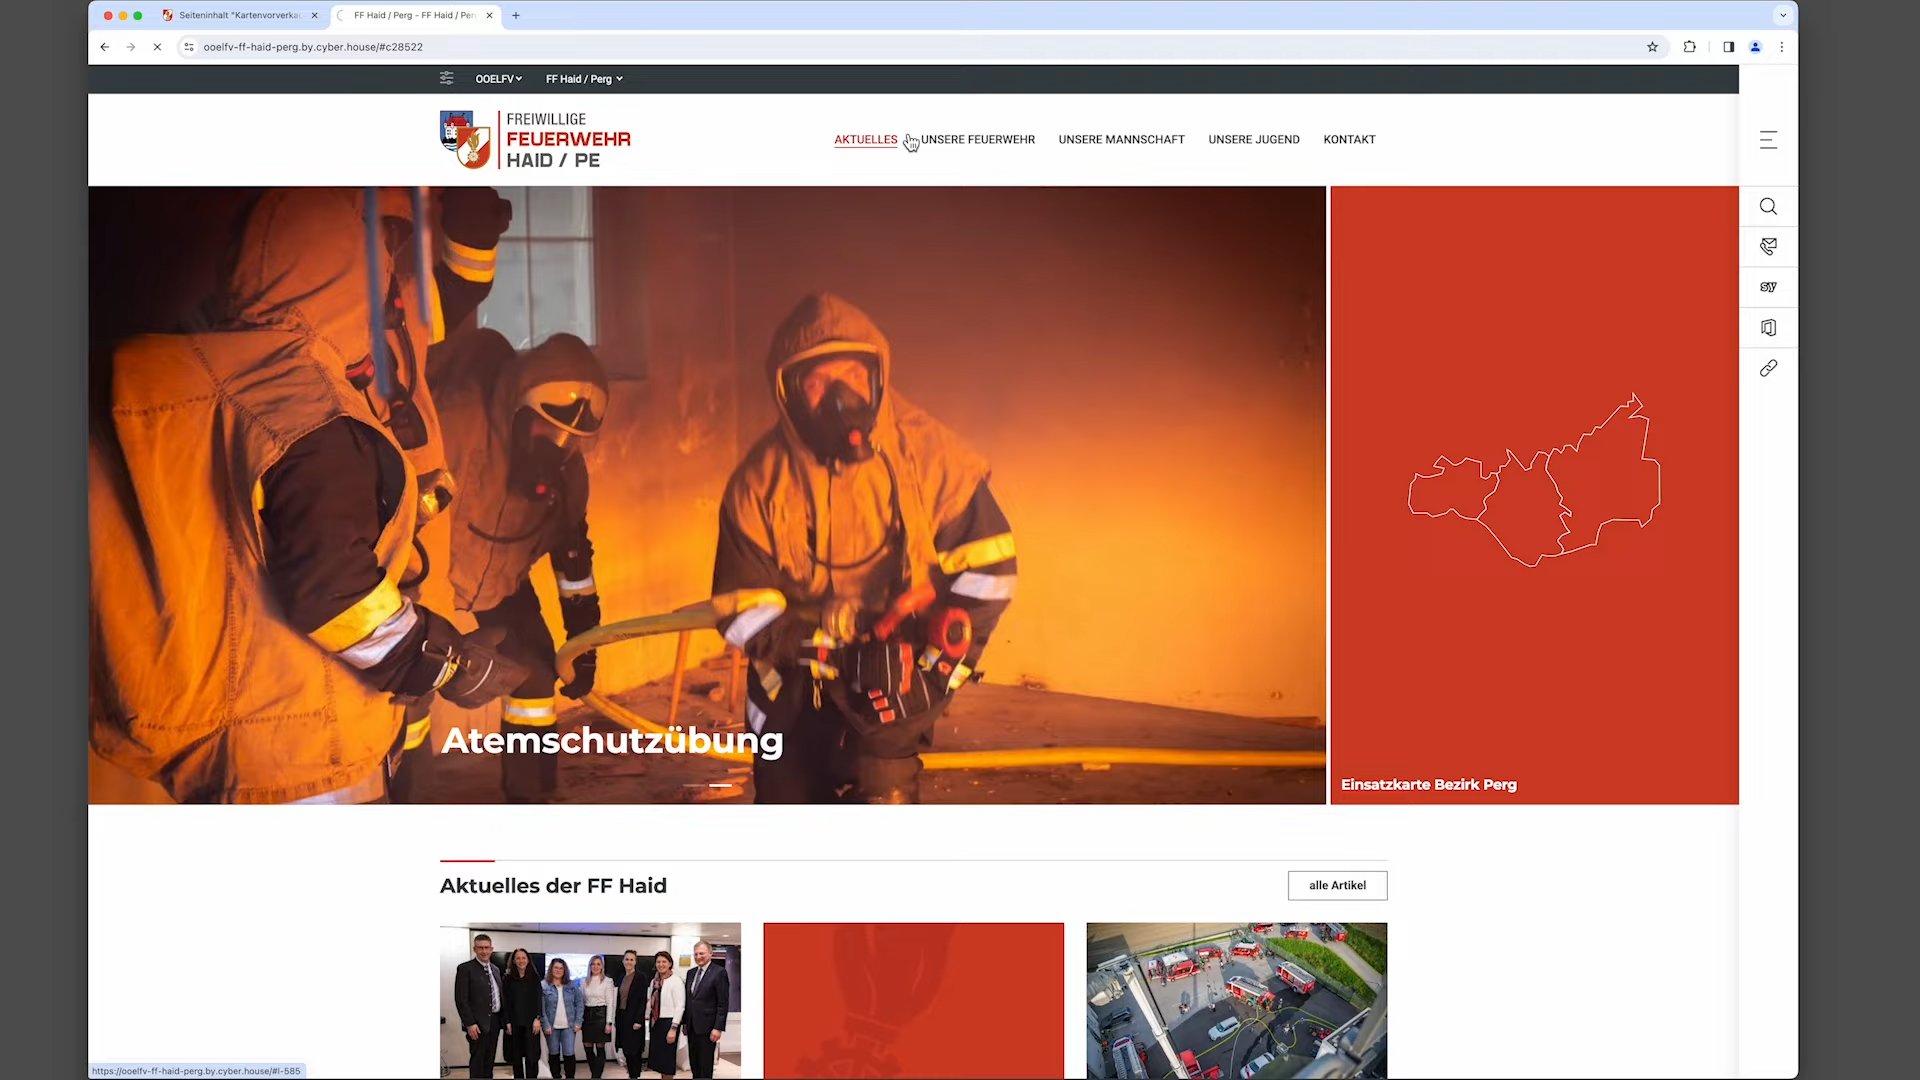 Seiteninhalt "Kartenvorverka
FF Haid / Perg - FF Haid / Per
ooelfv-ff-haid-perg.by.cyber.house/#c28522
OOELFV
FF Haid / Perg
FREIWILLIGE
FEUERWEHR
HAID / PE
AKTUELLES
UNSERE FEUERWEHR
UNSERE MANNSCHAFT
UNSERE JUGEND
KONTAKT
sy
Atemschutzübung
Einsatzkarte Bezirk Perg
Aktuelles der FF Haid
alle Artikel
https://ooelfv-ff-haid-perg.by.cyber.house/#l-585